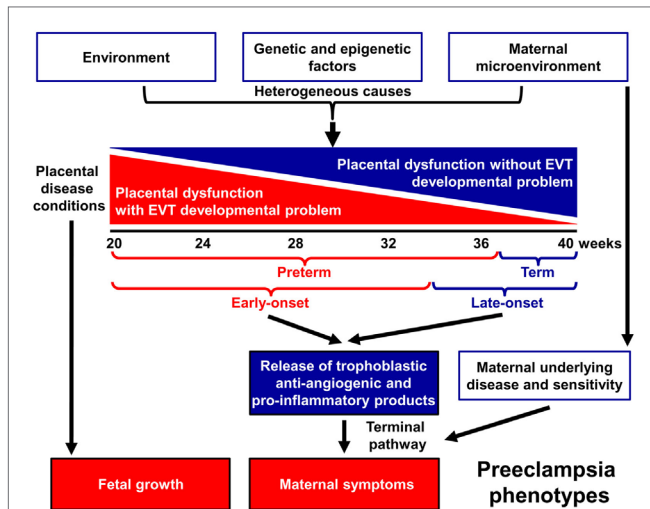 Environment
Genetic and epigenetic
factors
Maternal
microenvironment
Heterogeneous causes
Placental
disease
conditions
Placental dysfunction without EVT
developmental problem
Placental dysfunction
with EVT developmental problem
20 24 28 32 36 40 weeks
Preterm Term
Early-onset Late-onset
Release of trophoblastic
anti-angiogenic and
pro-inflammatory products
Maternal underlying
disease and sensitivity
Terminal
pathway
Fetal growth
Maternal symptoms
Preeclampsia
phenotypes